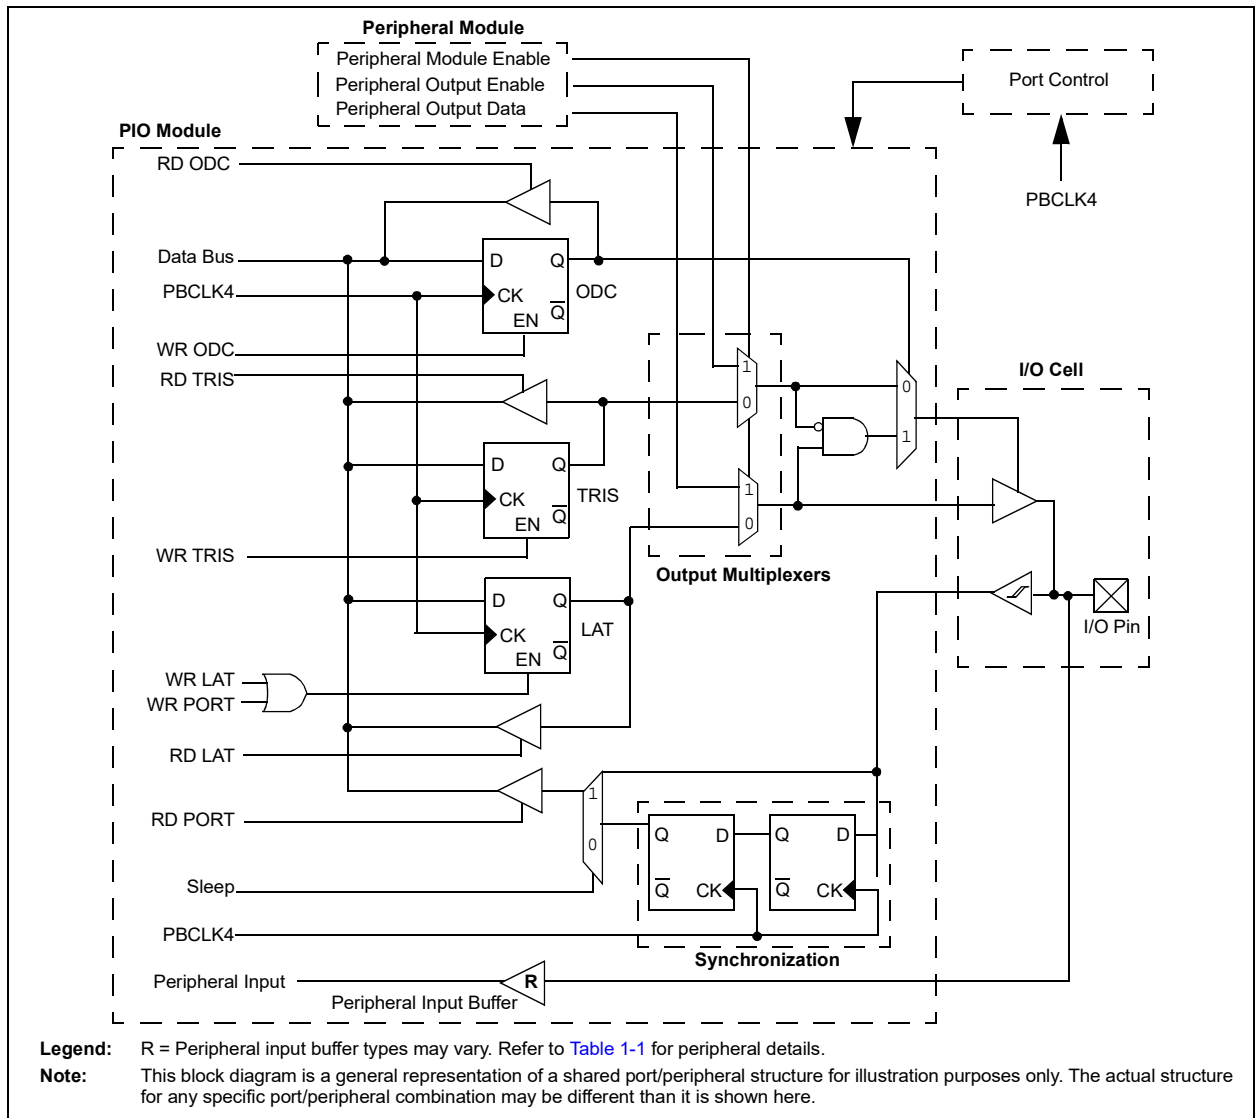 Peripheral Module
Peripheral Module Enable
Peripheral Output Enable
Peripheral Output Data
Port Control
PBCLK4
PIO Module
RD ODC
Data Bus
PBCLK4
WR ODC
RD TRIS
D
Q
CK
EN
Q
ODC
1
0
0
1
I/O Cell
D
Q
CK
EN
Q
TRIS
WR TRIS
1
0
Output Multiplexers
D
Q
CK
EN
Q
LAT
I/O Pin
WR LAT
WR PORT
RD LAT
RD PORT
1
0
Sleep
Q
D
Q
CK
Q
D
Q
CK
PBCLK4
Synchronization
Peripheral Input
R
Peripheral Input Buffer
Legend: R = Peripheral input buffer types may vary. Refer to Table 1-1 for peripheral details.
Note: This block diagram is a general representation of a shared port/peripheral structure for illustration purposes only. The actual structure
for any specific port/peripheral combination may be different than it is shown here.